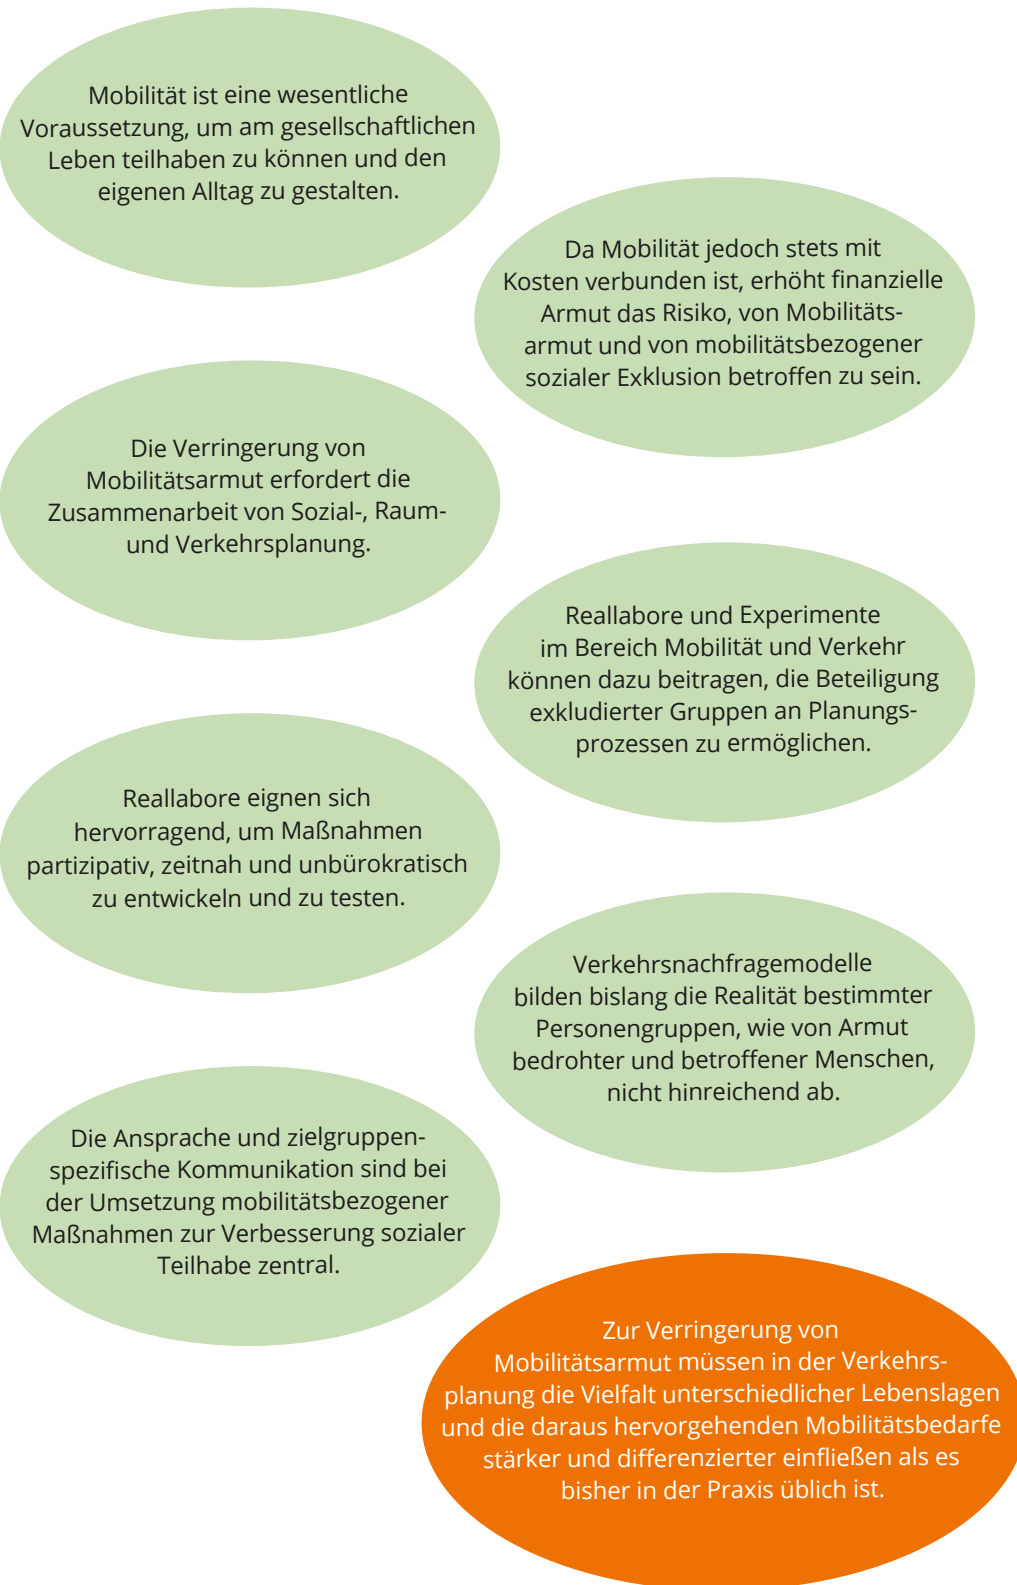 Mobilität ist eine wesentliche
Voraussetzung, um am gesellschaftlichen
Leben teilhaben zu können und den
eigenen Alltag zu gestalten.
Da Mobilität jedoch stets mit
Kosten verbunden ist, erhöht finanzielle
Armut das Risiko, von Mobilitäts-
armut und von mobilitätsbezogener
sozialer Exklusion betroffen zu sein.
Die Verringerung von
Mobilitätsarmut erfordert die
Zusammenarbeit von Sozial-, Raum-
und Verkehrsplanung.
Reallabore und Experimente
im Bereich Mobilität und Verkehr
können dazu beitragen, die Beteiligung
exkludierter Gruppen an Planungs-
prozessen zu ermöglichen.
Reallabore eignen sich
hervorragend, um Maßnahmen
partizipativ, zeitnah und unbürokratisch
zu entwickeln und zu testen.
Verkehrsnachfragemodelle
bilden bislang die Realität bestimmter
Personengruppen, wie von Armut
bedrohter und betroffener Menschen,
nicht hinreichend ab.
Die Ansprache und zielgruppen-
spezifische Kommunikation sind bei
der Umsetzung mobilitätsbezogener
Maßnahmen zur Verbesserung sozialer
Teilhabe zentral.
Zur Verringerung von
Mobilitätsarmut müssen in der Verkehrs-
planung die Vielfalt unterschiedlicher Lebenslagen
und die daraus hervorgehenden Mobilitätsbedarfe
stärker und differenzierter einfließen als es
bisher in der Praxis üblich ist.